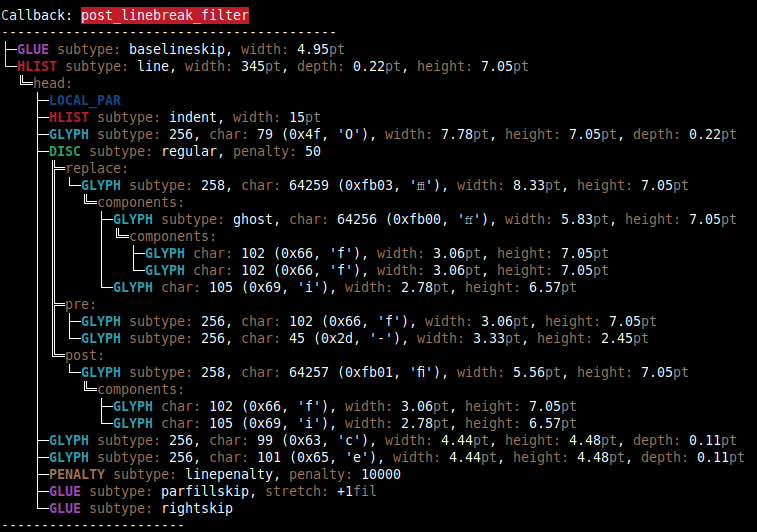 Callback: post_linebreak_filter
------------------------------------------
├─GLUE subtype: baselineskip, width: 4.95pt
└─HLIST subtype: line, width: 345pt, depth: 0.22pt, height: 7.05pt
  ╚═head:
    ├─LOCAL_PAR
    ├─HLIST subtype: indent, width: 15pt
    ├─GLYPH subtype: 256, char: 79 (0x4f, 'O'), width: 7.78pt, height: 7.05pt, depth: 0.22pt
    ├─DISC subtype: regular, penalty: 50
    │ ╠═replace:
    │ ║ └─GLYPH subtype: 258, char: 64259 (0xfb03, 'ffi'), width: 8.33pt, height: 7.05pt
    │ ║   ╚═components:
    │ ║     ├─GLYPH subtype: ghost, char: 64256 (0xfb00, 'ff'), width: 5.83pt, height: 7.05pt
    │ ║     │ ╚═components:
    │ ║     │   ├─GLYPH char: 102 (0x66, 'f'), width: 3.06pt, height: 7.05pt
    │ ║     │   └─GLYPH char: 102 (0x66, 'f'), width: 3.06pt, height: 7.05pt
    │ ║     └─GLYPH char: 105 (0x69, 'i'), width: 2.78pt, height: 6.57pt
    │ ╠═pre:
    │ ║ ├─GLYPH subtype: 256, char: 102 (0x66, 'f'), width: 3.06pt, height: 7.05pt
    │ ║ └─GLYPH subtype: 256, char: 45 (0x2d, '-'), width: 3.33pt, height: 2.45pt
    │ ╚═post:
    │   └─GLYPH subtype: 258, char: 64257 (0xfb01, 'fi'), width: 5.56pt, height: 7.05pt
    │     ╚═components:
    │       ├─GLYPH char: 102 (0x66, 'f'), width: 3.06pt, height: 7.05pt
    │       └─GLYPH char: 105 (0x69, 'i'), width: 2.78pt, height: 6.57pt
    ├─GLYPH subtype: 256, char: 99 (0x63, 'c'), width: 4.44pt, height: 4.48pt, depth: 0.11pt
    ├─GLYPH subtype: 256, char: 101 (0x65, 'e'), width: 4.44pt, height: 4.48pt, depth: 0.11pt
    ├─PENALTY subtype: linepenalty, penalty: 10000
    ├─GLUE subtype: parfillskip, stretch: +1fil
    └─GLUE subtype: rightskip
-----------------------